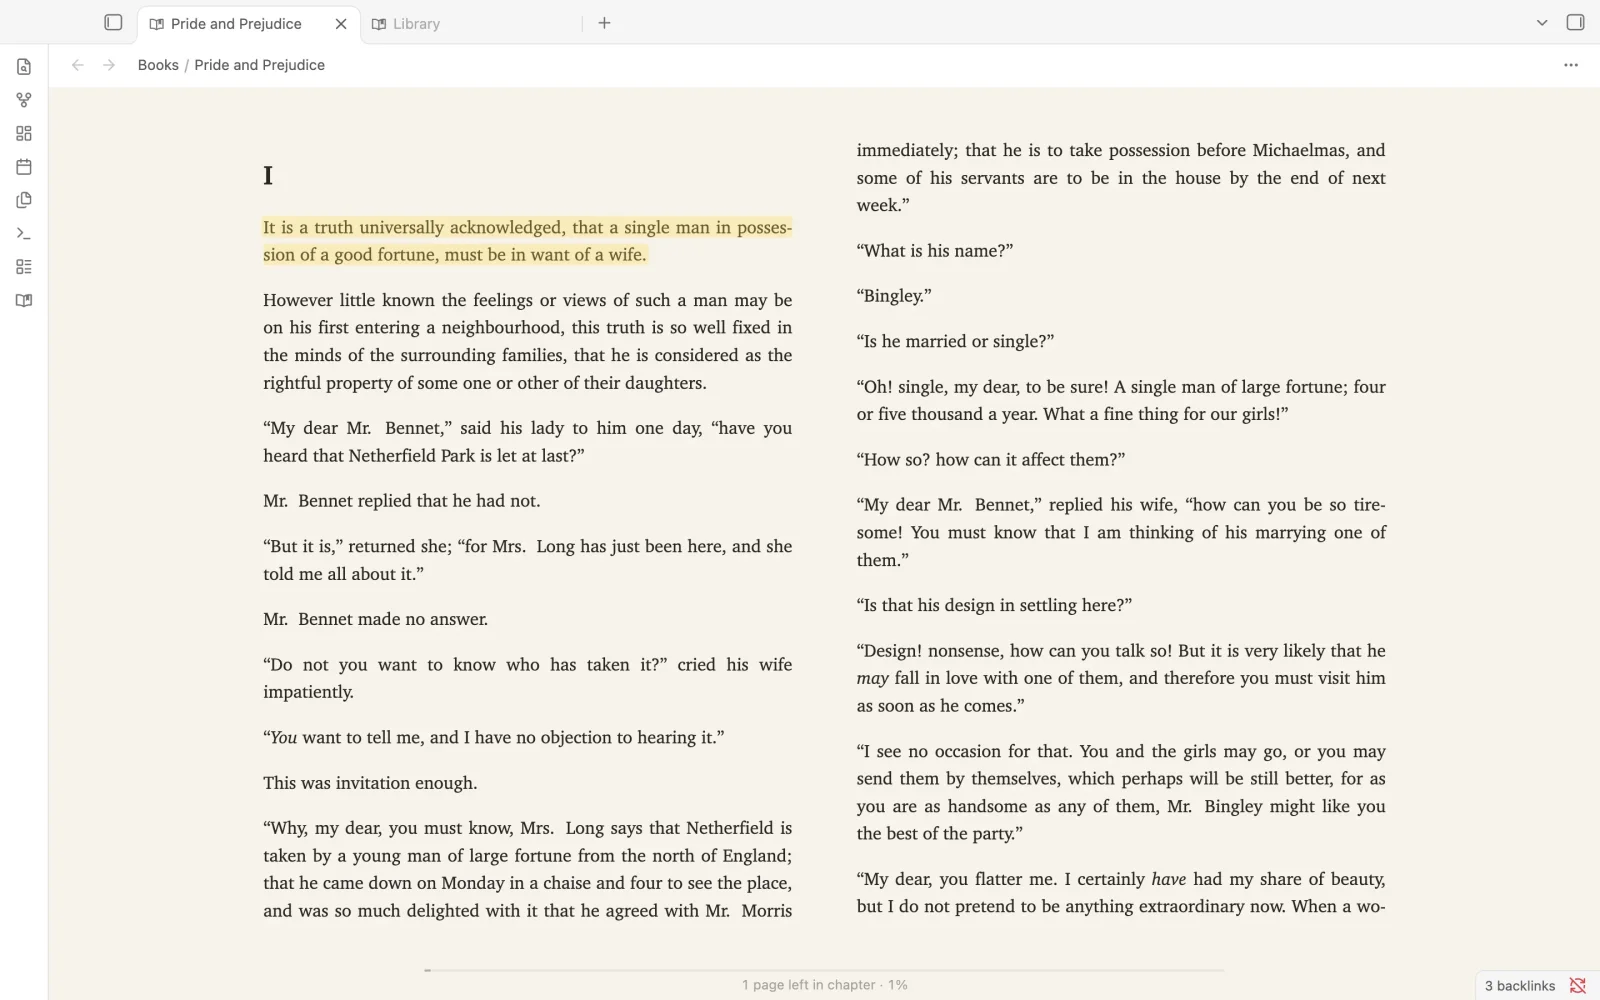 Pride and Prejudice
Library
Books / Pride and Prejudice
I
It is a truth universally acknowledged, that a single man in posses-
sion of a good fortune, must be in want of a wife.
However little known the feelings or views of such a man may be
on his first entering a neighbourhood, this truth is so well fixed in
the minds of the surrounding families, that he is considered as the
rightful property of some one or other of their daughters.
“My dear Mr. Bennet,” said his lady to him one day, “have you
heard that Netherfield Park is let at last?”
Mr. Bennet replied that he had not.
“But it is,” returned she; “for Mrs. Long has just been here, and she
told me all about it.”
Mr. Bennet made no answer.
“Do not you want to know who has taken it?” cried his wife
impatiently.
“You want to tell me, and I have no objection to hearing it.”
This was invitation enough.
“Why, my dear, you must know, Mrs. Long says that Netherfield is
taken by a young man of large fortune from the north of England;
that he came down on Monday in a chaise and four to see the place,
and was so much delighted with it that he agreed with Mr. Morris
immediately; that he is to take possession before Michaelmas, and
some of his servants are to be in the house by the end of next
week.”
“What is his name?”
“Bingley.”
“Is he married or single?”
“Oh! single, my dear, to be sure! A single man of large fortune; four
or five thousand a year. What a fine thing for our girls!”
“How so? how can it affect them?”
“My dear Mr. Bennet,” replied his wife, “how can you be so tire-
some! You must know that I am thinking of his marrying one of
them.”
“Is that his design in settling here?”
“Design! nonsense, how can you talk so! But it is very likely that he
may fall in love with one of them, and therefore you must visit him
as soon as he comes.”
“I see no occasion for that. You and the girls may go, or you may
send them by themselves, which perhaps will be still better, for as
you are as handsome as any of them, Mr. Bingley might like you
the best of the party.”
“My dear, you flatter me. I certainly have had my share of beauty,
but I do not pretend to be anything extraordinary now. When a wo-
1 page left in chapter · 1%
3 backlinks